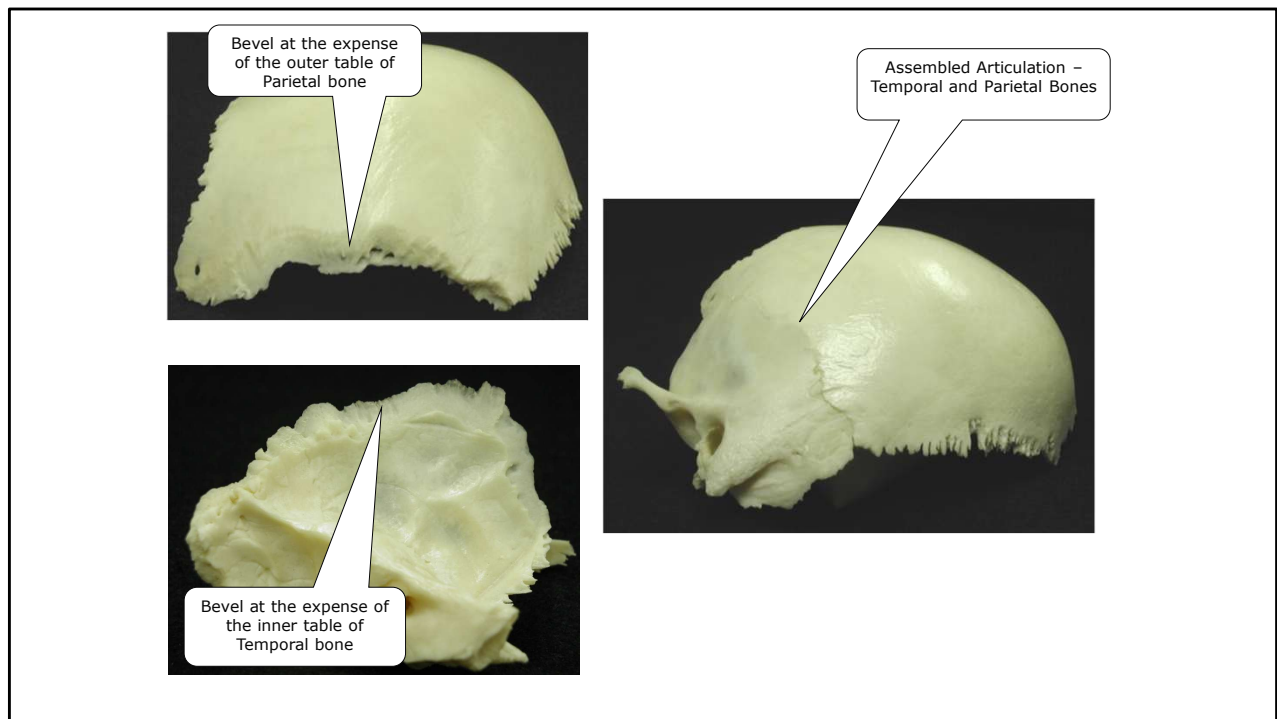 Bevel at the expense
of the outer table of
Parietal bone
Assembled Articulation –
Temporal and Parietal Bones
Bevel at the expense of
the inner table of
Temporal bone